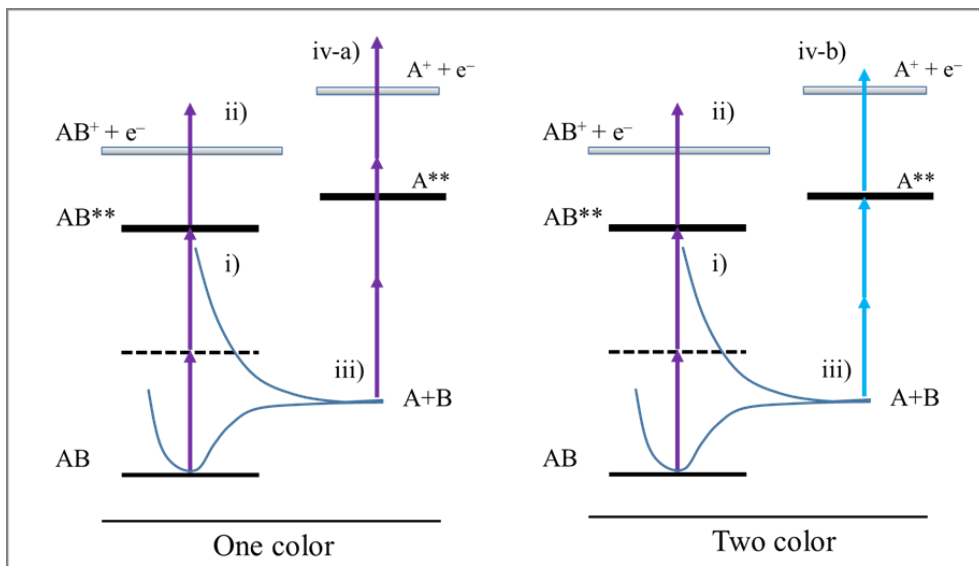 iv-a)
A⁺ + e⁻
ii)
AB⁺ + e⁻
A**
AB**
i)
iii)
A+B
AB
One color
iv-b)
A⁺ + e⁻
ii)
AB⁺ + e⁻
A**
AB**
i)
iii)
A+B
AB
Two color